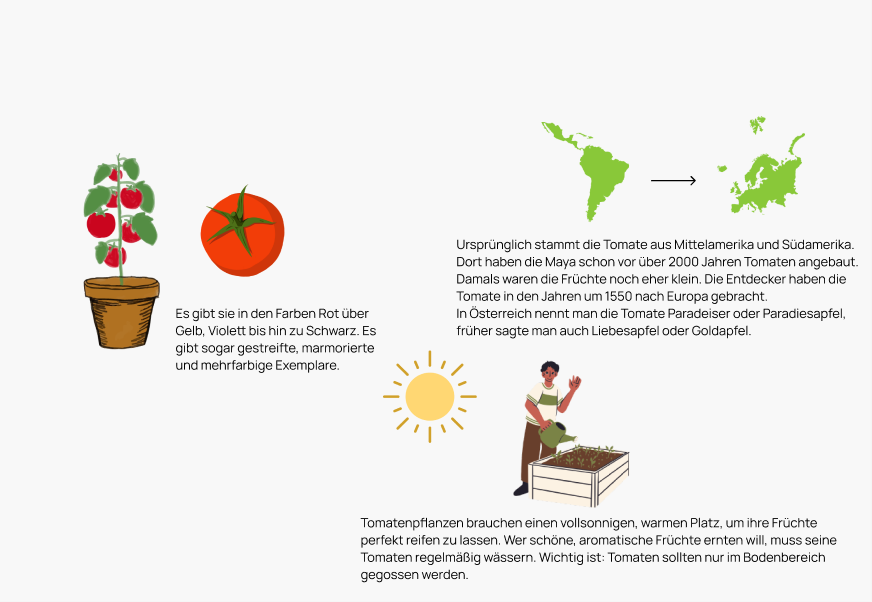 Ursprünglich stammt die Tomate aus Mittelamerika und Südamerika.
Dort haben die Maya schon vor über 2000 Jahren Tomaten angebaut.
Damals waren die Früchte noch eher klein. Die Entdecker haben die
Tomate in den Jahren um 1550 nach Europa gebracht.
In Österreich nennt man die Tomate Paradeiser oder Paradiesapfel,
früher sagte man auch Liebesapfel oder Goldapfel.
Es gibt sie in den Farben Rot über
Gelb, Violett bis hin zu Schwarz. Es
gibt sogar gestreifte, marmorierte
und mehrfarbige Exemplare.
Tomatenpflanzen brauchen einen vollsonnigen, warmen Platz, um ihre Früchte
perfekt reifen zu lassen. Wer schöne, aromatische Früchte ernten will, muss seine
Tomaten regelmäßig wässern. Wichtig ist: Tomaten sollten nur im Bodenbereich
gegossen werden.